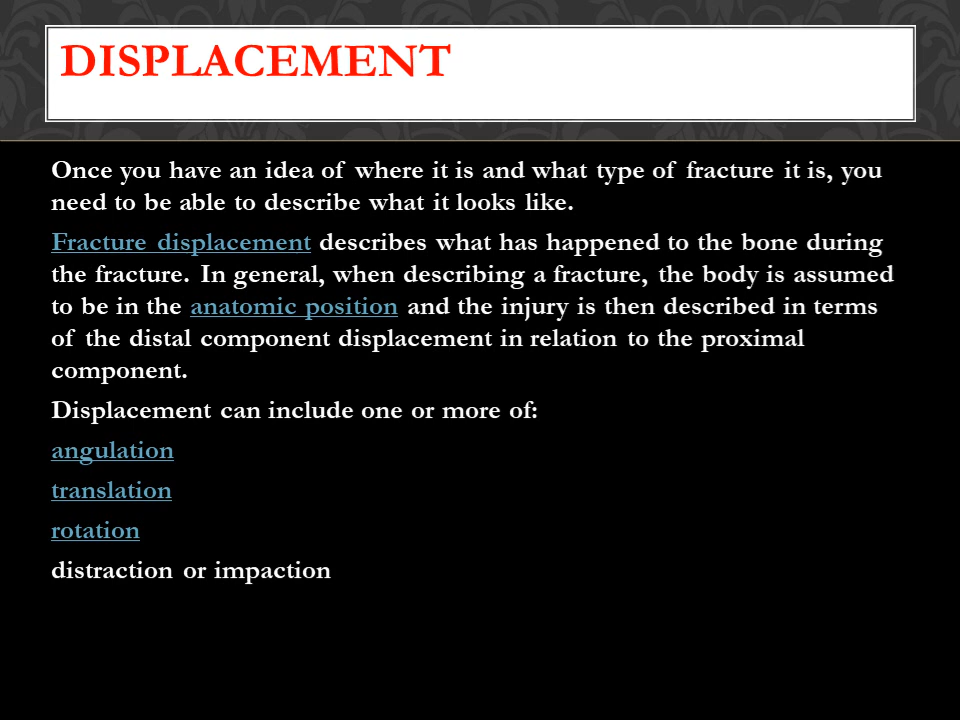 DISPLACEMENT
Once you have an idea of where it is and what type of fracture it is, you
need to be able to describe what it looks like.
Fracture displacement describes what has happened to the bone during
the fracture. In general, when describing a fracture, the body is assumed
to be in the anatomic position and the injury is then described in terms
of the distal component displacement in relation to the proximal
component.
Displacement can include one or more of:
angulation
translation
rotation
distraction or impaction